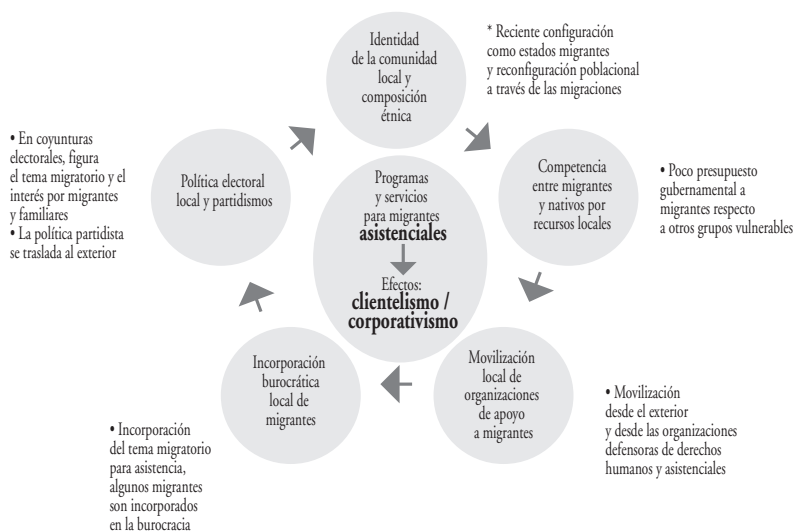 Identidad
de la comunidad
local y
composición
étnica
* Reciente configuración
como estados migrantes
y reconfiguración poblacional
a través de las migraciones
Competencia
entre migrantes
y nativos por
recursos locales
• Poco presupuesto
gubernamental a
migrantes respecto
a otros grupos vulnerables
Movilización
local de
organizaciones
de apoyo
a migrantes
• Movilización
desde el exterior
y desde las organizaciones
defensoras de derechos
humanos y asistenciales
Incorporación
burocrática
local de
migrantes
• Incorporación
del tema migratorio
para asistencia,
algunos migrantes
son incorporados
en la burocracia
Política electoral
local y partidismos
• En coyunturas
electorales, figura
el tema migratorio y el
interés por migrantes
y familiares
• La política partidista
se traslada al exterior
Programas
y servicios
para migrantes
asistenciales
Efectos:
clientelismo /
corporativismo